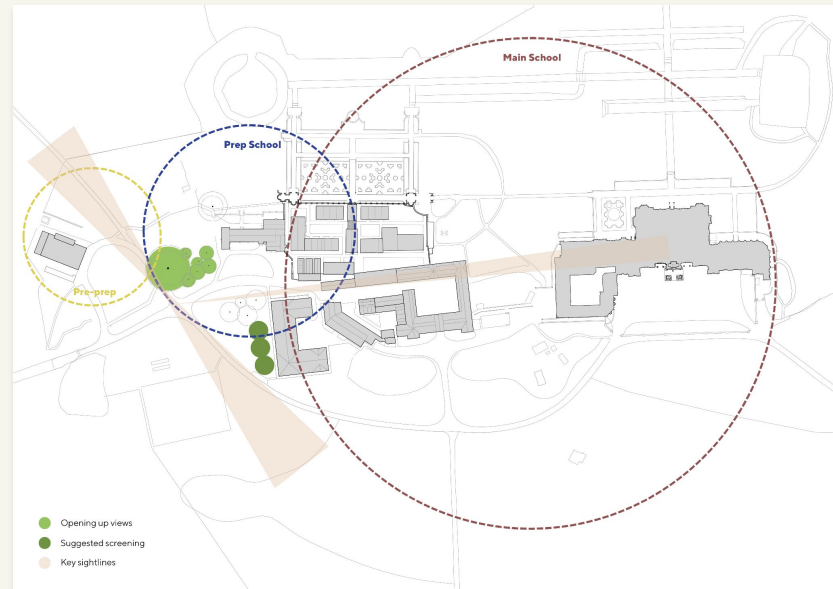 Main School
Prep School
Pre-prep
Opening up views
Suggested screening
Key sightlines